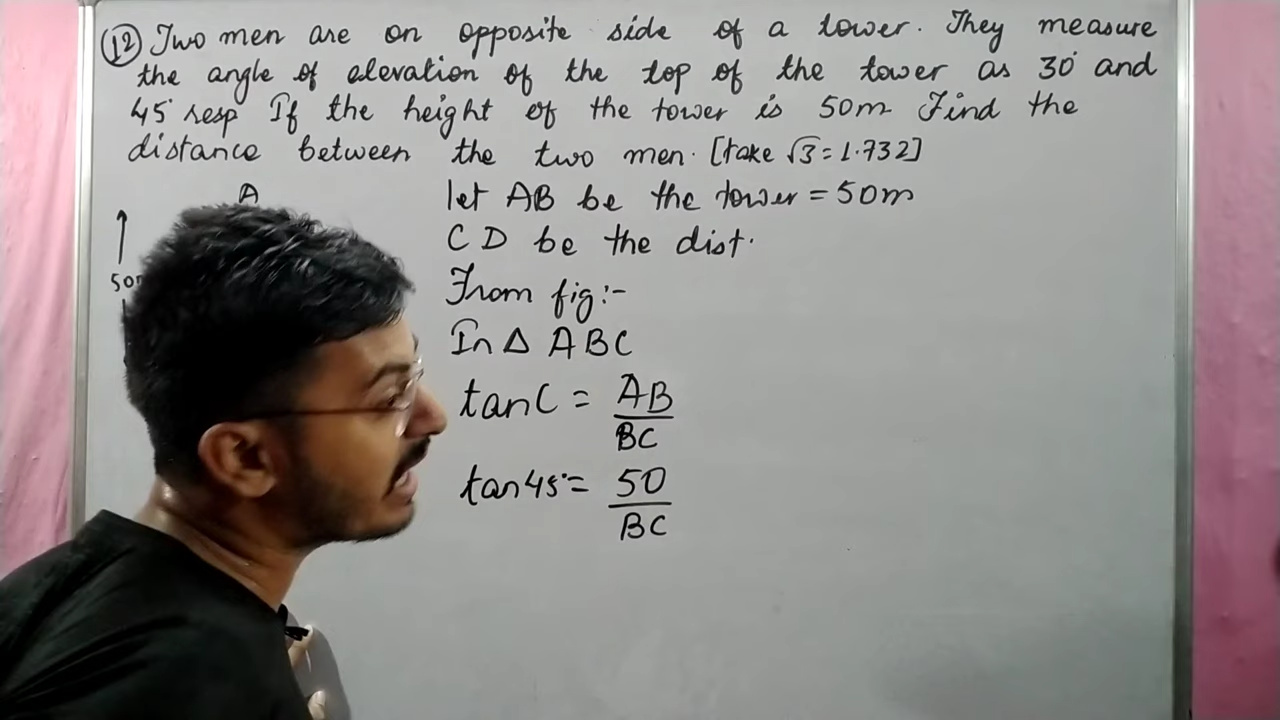 12 Two men are on opposite side of a tower. They measure
the angle of elevation of the top of the tower as 30° and
45° resp If the height of the tower is 50m Find the
distance between the two men. [take √3 = 1.732]
A
let AB be the tower = 50m
CD be the dist.
50
From fig:-
In Δ ABC
tanC = AB
BC
tan45° = 50
BC